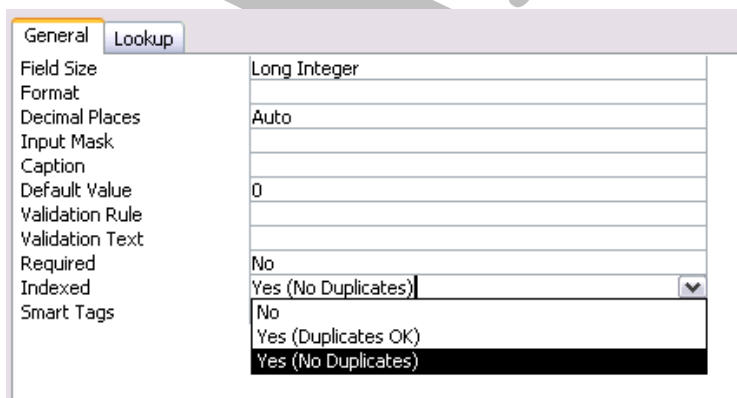 General Lookup
Field Size Long Integer
Format
Decimal Places Auto
Input Mask
Caption
Default Value 0
Validation Rule
Validation Text
Required No
Indexed Yes (No Duplicates)
Smart Tags No
Yes (Duplicates OK)
Yes (No Duplicates)